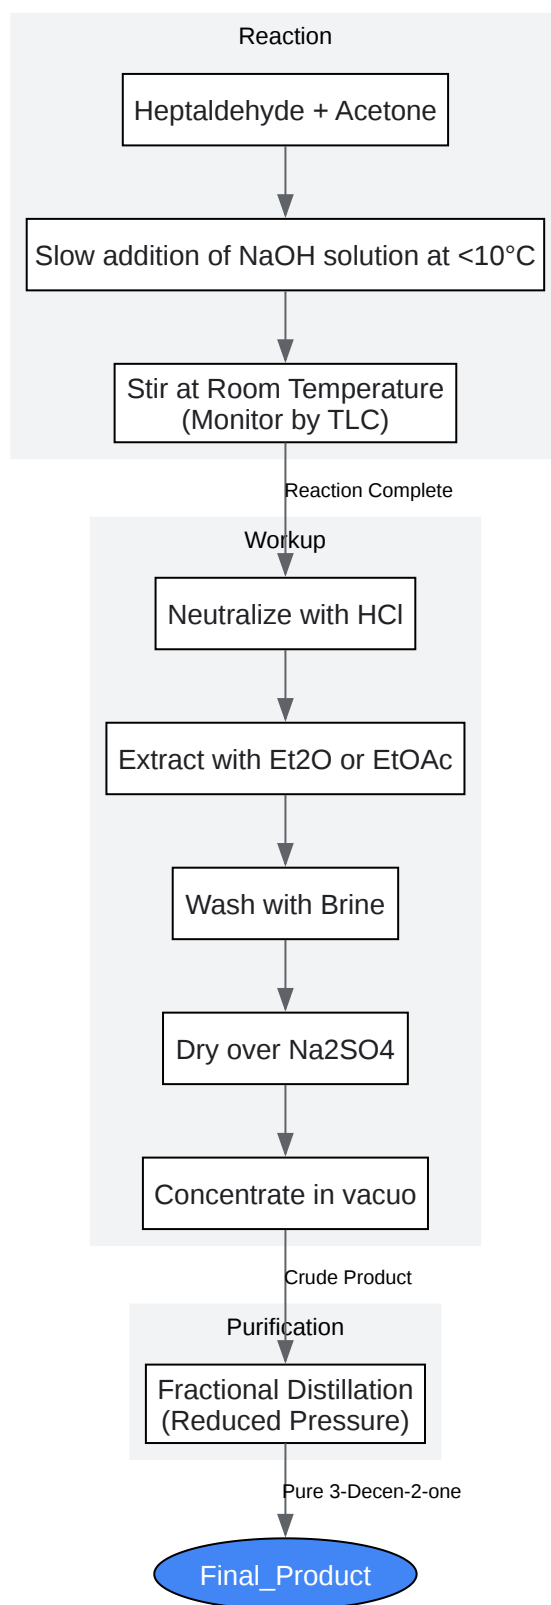 Reaction
Heptaldehyde + Acetone
Slow addition of NaOH solution at <10°C
Stir at Room Temperature
(Monitor by TLC)
Reaction Complete
Workup
Neutralize with HCl
Extract with Et2O or EtOAc
Wash with Brine
Dry over Na2SO4
Concentrate in vacuo
Crude Product
Purification
Fractional Distillation
(Reduced Pressure)
Pure 3-Decen-2-one
Final_Product